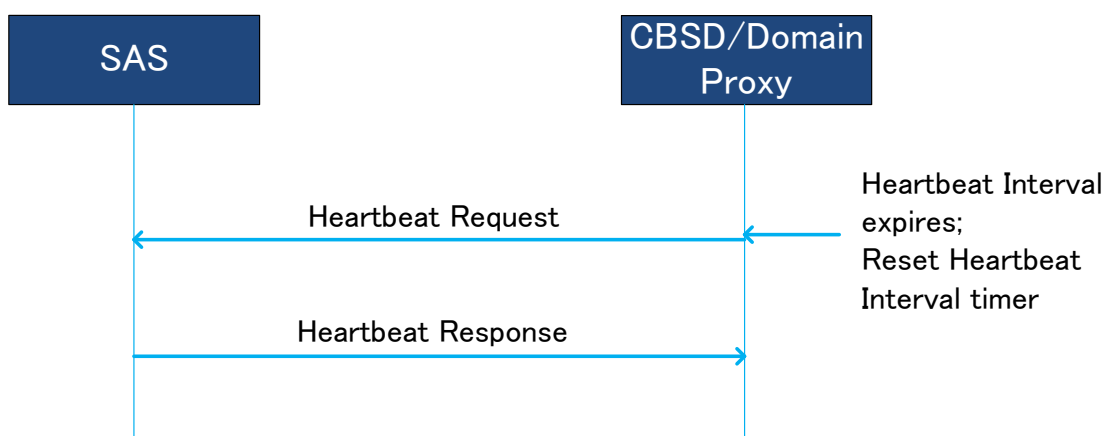 SAS
CBSD/Domain
Proxy
Heartbeat Interval
expires;
Reset Heartbeat
Interval timer
Heartbeat Request
Heartbeat Response